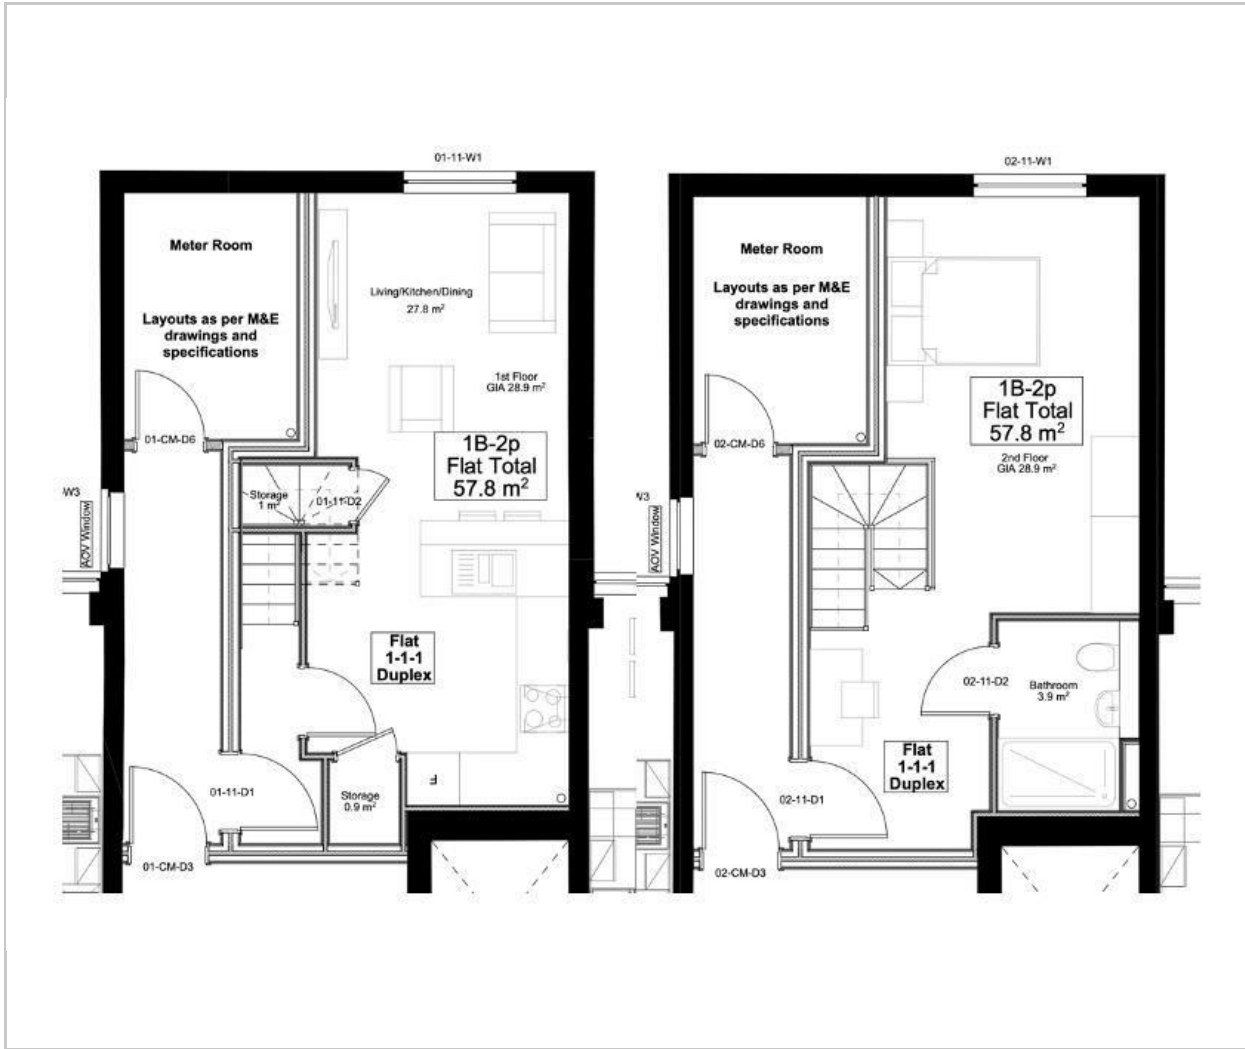 01-11-W1
Meter Room
Layouts as per M&E
drawings and
specifications
Living/Kitchen/Dining
27.8 m²
1st Floor
GIA 28.9 m²
01-CM-D6
1B-2p
Flat Total
57.8 m²
Storage
1 m²
01-11-D2
W3
AOV Window
Flat
1-1-1
Duplex
01-11-D1
Storage
0.9 m²
F
01-CM-D3
02-11-W1
Meter Room
Layouts as per M&E
drawings and
specifications
1B-2p
Flat Total
57.8 m²
2nd Floor
GIA 28.9 m²
02-CM-D6
W3
AOV Window
02-11-D2
Bathroom
3.9 m²
Flat
1-1-1
Duplex
02-11-D1
02-CM-D3